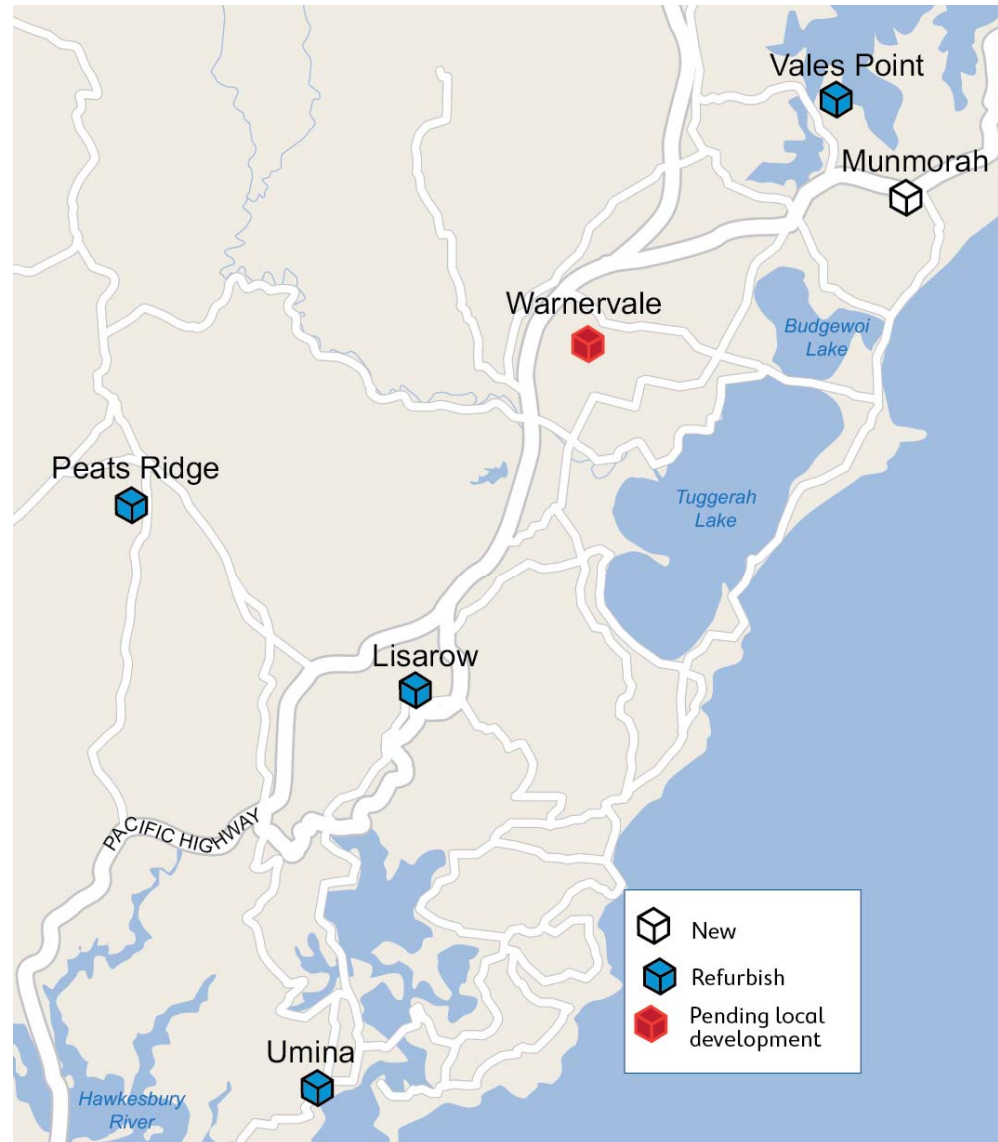 Vales Point
Munmorah
Warnervale
Budgewoi
Lake
Peats Ridge
Tuggerah
Lake
Lisarow
PACIFIC HIGHWAY
New
Refurbish
Pending local
development
Umina
Hawkesbury
River